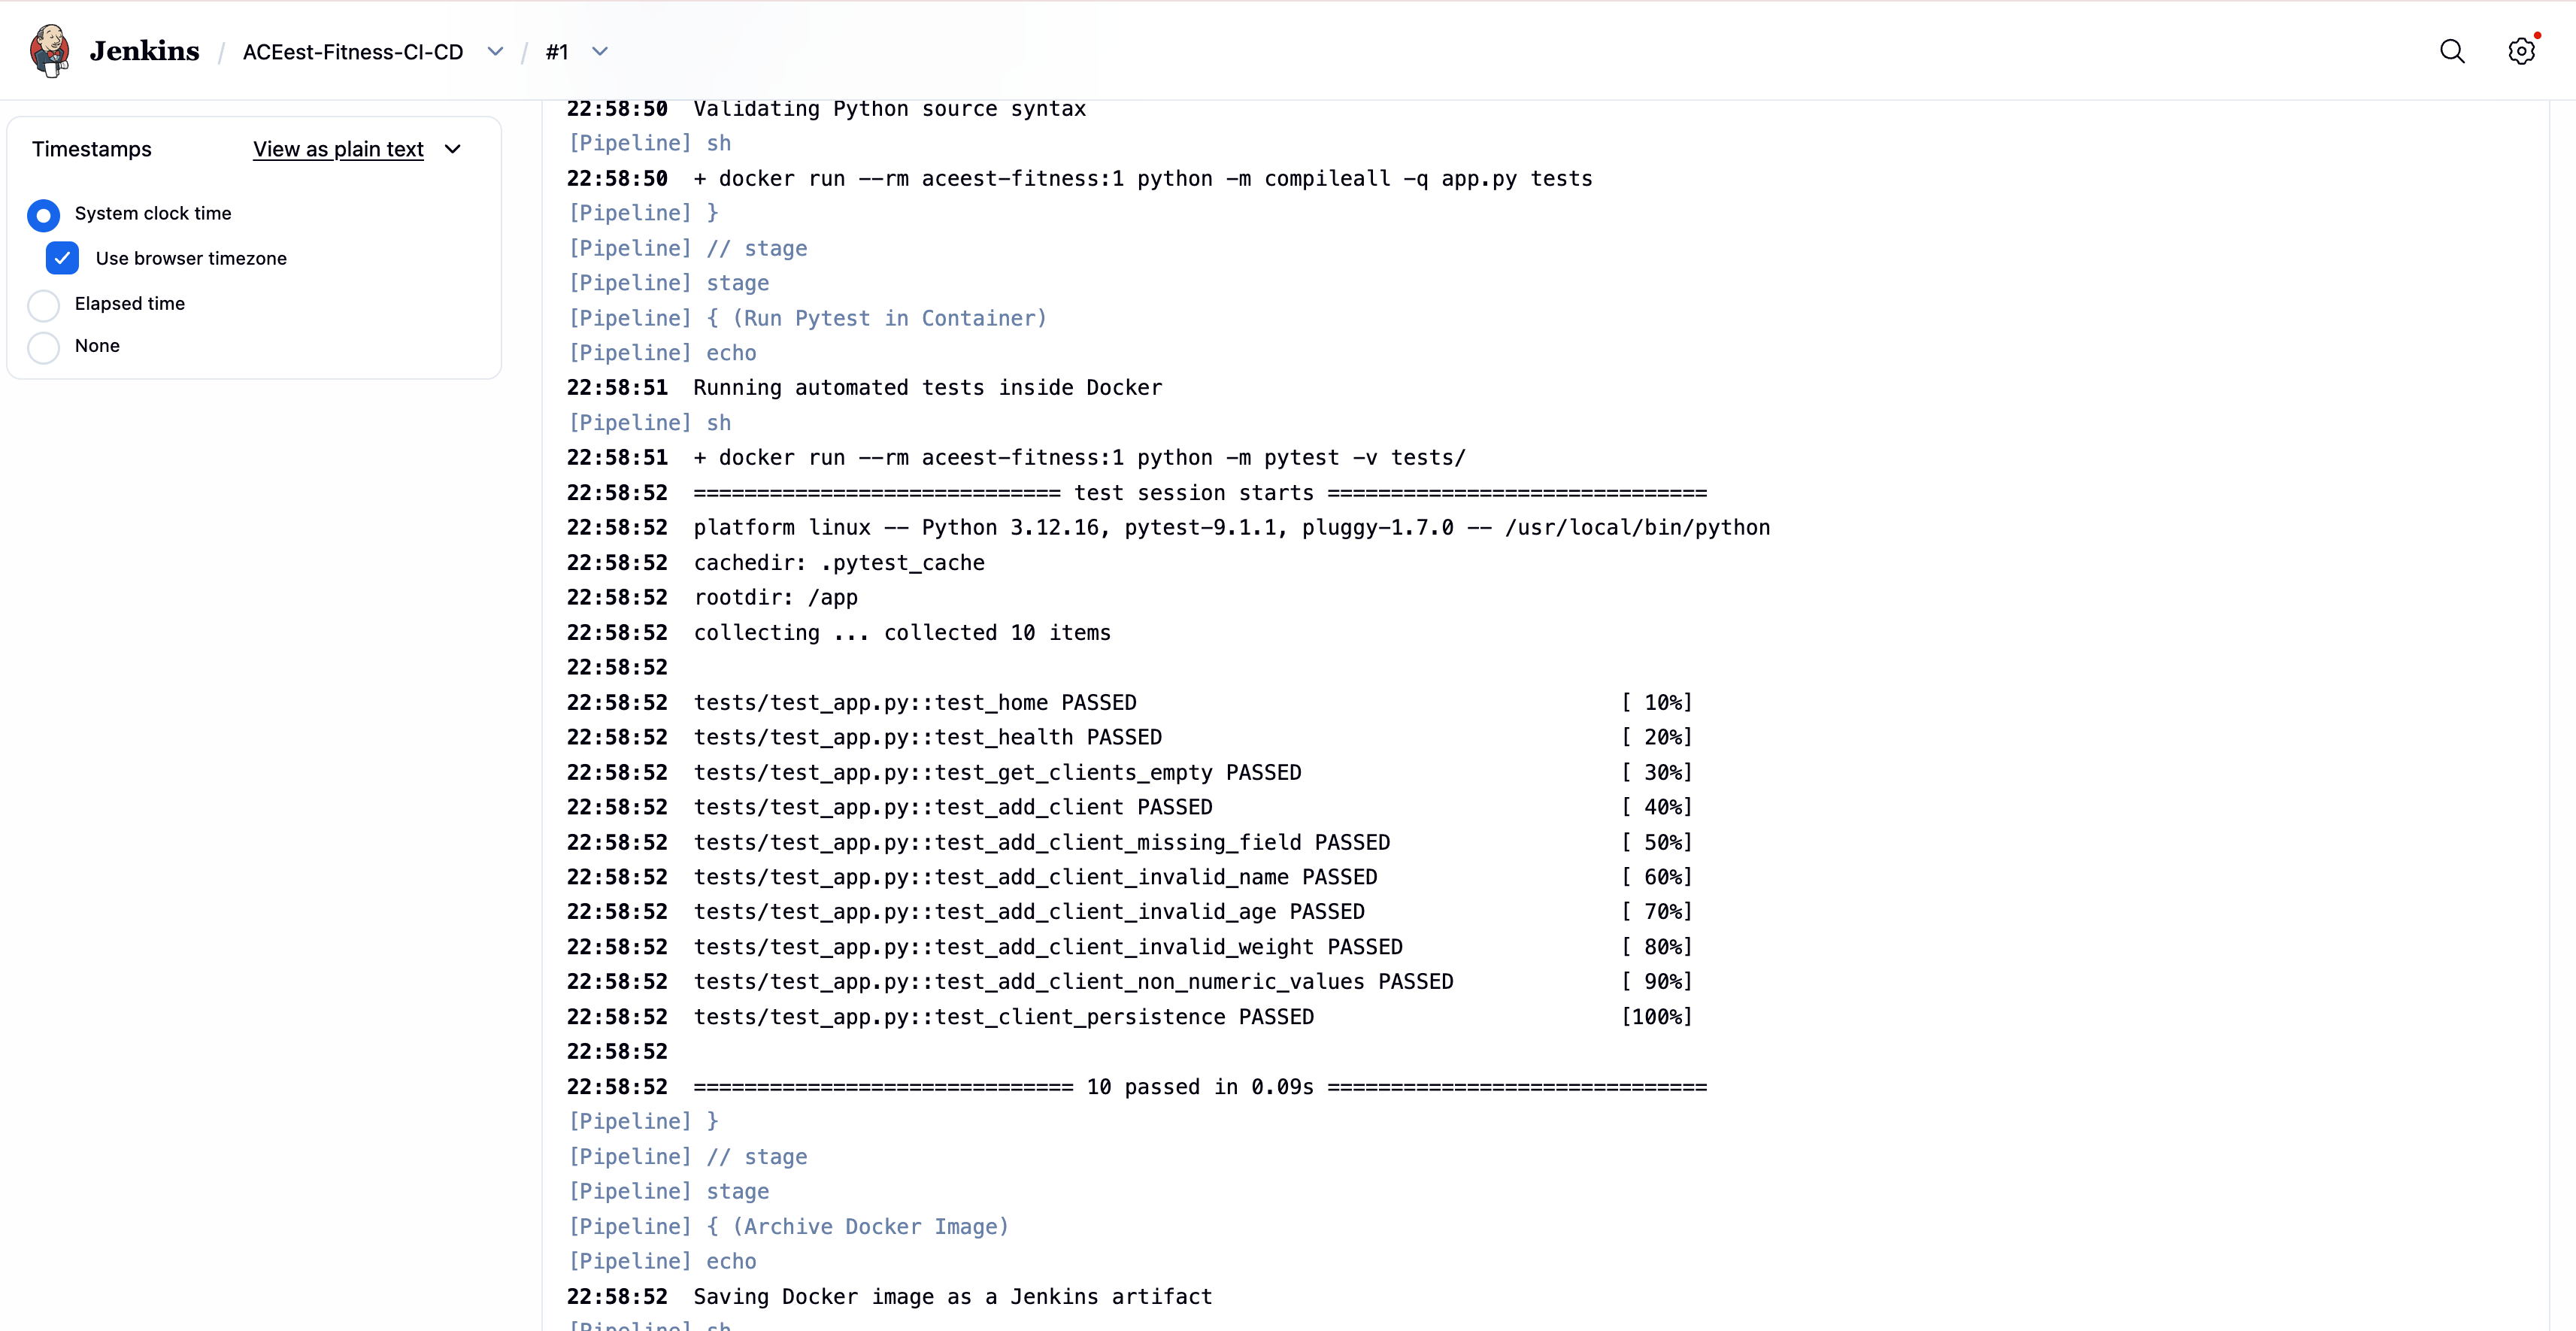 Jenkins / ACEest-Fitness-CI-CD / #1
Timestamps View as plain text
System clock time
Use browser timezone
Elapsed time
None
22:58:50 Validating Python source syntax
[Pipeline] sh
22:58:50 + docker run --rm aceest-fitness:1 python -m compileall -q app.py tests
[Pipeline] }
[Pipeline] // stage
[Pipeline] stage
[Pipeline] { (Run Pytest in Container)
[Pipeline] echo
22:58:51 Running automated tests inside Docker
[Pipeline] sh
22:58:51 + docker run --rm aceest-fitness:1 python -m pytest -v tests/
22:58:52 ============================= test session starts ==============================
22:58:52 platform linux -- Python 3.12.16, pytest-9.1.1, pluggy-1.7.0 -- /usr/local/bin/python
22:58:52 cachedir: .pytest_cache
22:58:52 rootdir: /app
22:58:52 collecting ... collected 10 items
22:58:52
22:58:52 tests/test_app.py::test_home PASSED [ 10%]
22:58:52 tests/test_app.py::test_health PASSED [ 20%]
22:58:52 tests/test_app.py::test_get_clients_empty PASSED [ 30%]
22:58:52 tests/test_app.py::test_add_client PASSED [ 40%]
22:58:52 tests/test_app.py::test_add_client_missing_field PASSED [ 50%]
22:58:52 tests/test_app.py::test_add_client_invalid_name PASSED [ 60%]
22:58:52 tests/test_app.py::test_add_client_invalid_age PASSED [ 70%]
22:58:52 tests/test_app.py::test_add_client_invalid_weight PASSED [ 80%]
22:58:52 tests/test_app.py::test_add_client_non_numeric_values PASSED [ 90%]
22:58:52 tests/test_app.py::test_client_persistence PASSED [100%]
22:58:52
22:58:52 ============================== 10 passed in 0.09s ==============================
[Pipeline] }
[Pipeline] // stage
[Pipeline] stage
[Pipeline] { (Archive Docker Image)
[Pipeline] echo
22:58:52 Saving Docker image as a Jenkins artifact
[Pipeline] sh